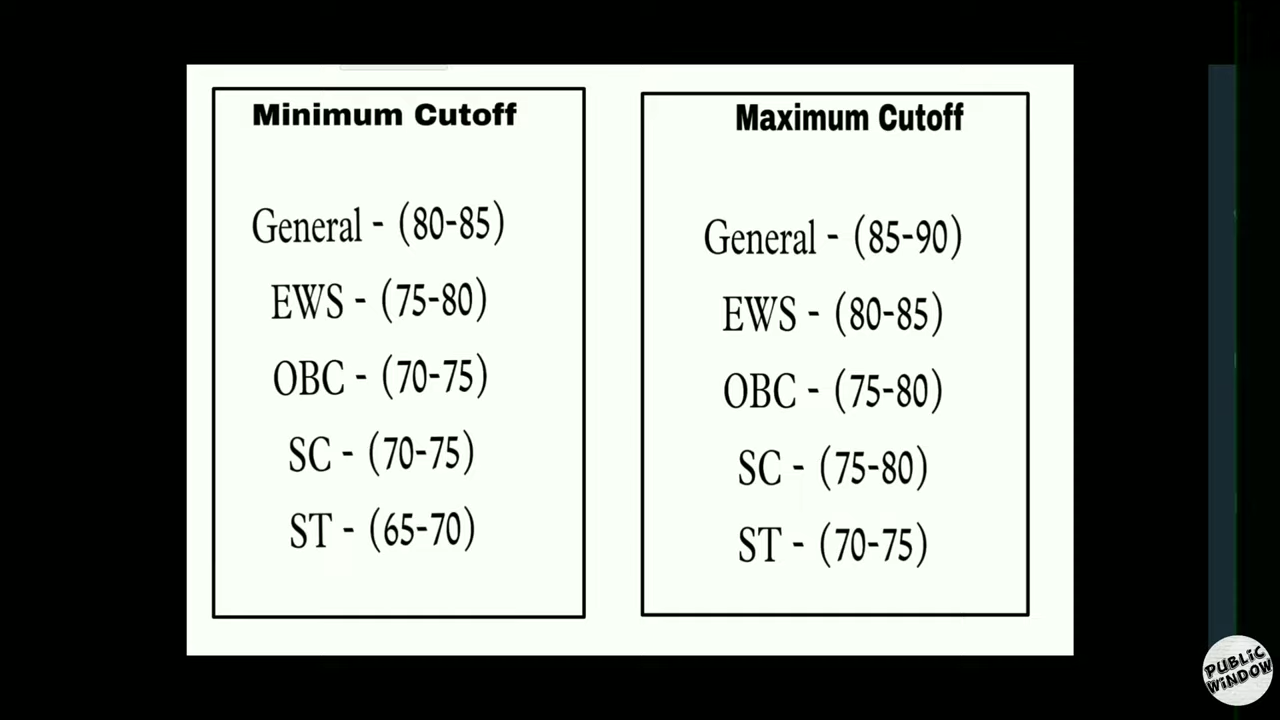 Minimum Cutoff
General - (80-85)
EWS - (75-80)
OBC - (70-75)
SC - (70-75)
ST - (65-70)
Maximum Cutoff
General - (85-90)
EWS - (80-85)
OBC - (75-80)
SC - (75-80)
ST - (70-75)
PUBLiC
WiNDOW